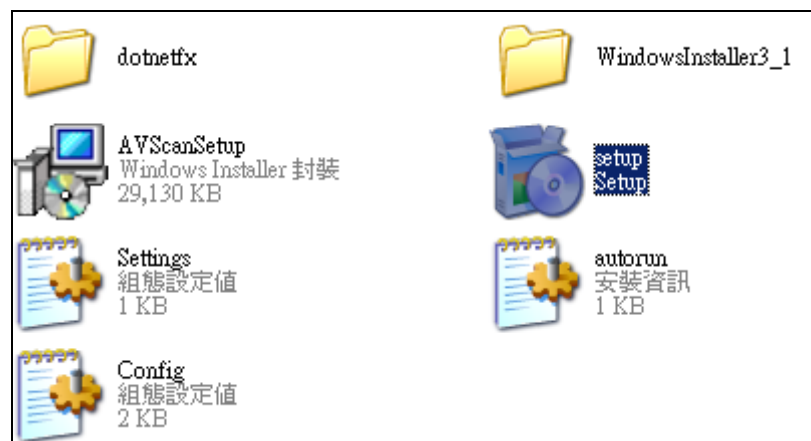 dotnetfx
WindowsInstaller3_1
AVScanSetup
Windows Installer 封裝
29,130 KB
setup
Setup
Settings
組態設定值
1 KB
autorun
安裝資訊
1 KB
Config
組態設定值
2 KB